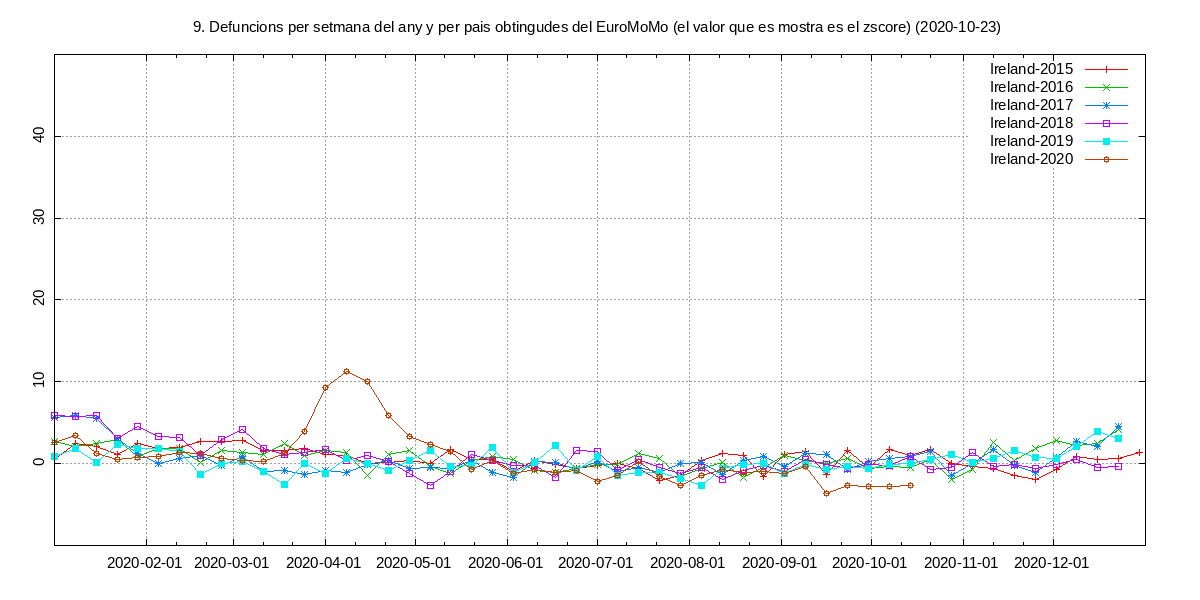 9. Defuncions per setmana del any y per pais obtingudes del EuroMoMo (el valor que es mostra es el zscore) (2020-10-23)
Ireland-2015
Ireland-2016
Ireland-2017
Ireland-2018
Ireland-2019
Ireland-2020
40
30
20
10
0
2020-02-01 2020-03-01 2020-04-01 2020-05-01 2020-06-01 2020-07-01 2020-08-01 2020-09-01 2020-10-01 2020-11-01 2020-12-01